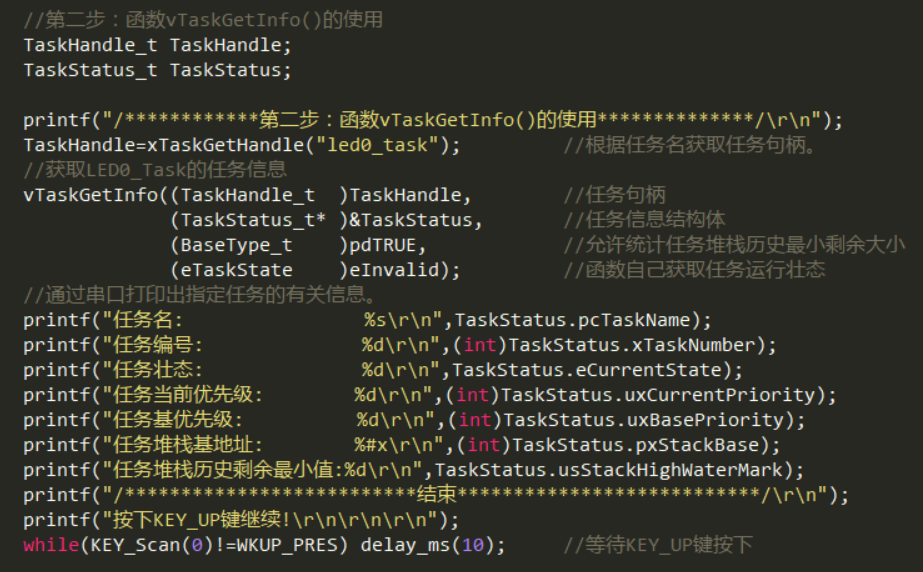 //第二步：函数vTaskGetInfo()的使用
TaskHandle_t TaskHandle;
TaskStatus_t TaskStatus;

printf("/************第二步：函数vTaskGetInfo()的使用**************/\r\n");
TaskHandle=xTaskGetHandle("led0_task");         //根据任务名获取任务句柄。
//获取LED0_Task的任务信息
vTaskGetInfo((TaskHandle_t  )TaskHandle,        //任务句柄
             (TaskStatus_t* )&TaskStatus,       //任务信息结构体
             (BaseType_t    )pdTRUE,            //允许统计任务堆栈历史最小剩余大小
             (eTaskState    )eInvalid);         //函数自己获取任务运行壮态
//通过串口打印出指定任务的有关信息。
printf("任务名:                %s\r\n",TaskStatus.pcTaskName);
printf("任务编号:              %d\r\n",(int)TaskStatus.xTaskNumber);
printf("任务壮态:              %d\r\n",TaskStatus.eCurrentState);
printf("任务当前优先级:        %d\r\n",(int)TaskStatus.uxCurrentPriority);
printf("任务基优先级:          %d\r\n",(int)TaskStatus.uxBasePriority);
printf("任务堆栈基地址:        %#x\r\n",(int)TaskStatus.pxStackBase);
printf("任务堆栈历史剩余最小值:%d\r\n",TaskStatus.usStackHighWaterMark);
printf("/**************************结束***************************/\r\n");
printf("按下KEY_UP键继续!\r\n\r\n\r\n");
while(KEY_Scan(0)!=WKUP_PRES) delay_ms(10);     //等待KEY_UP键按下